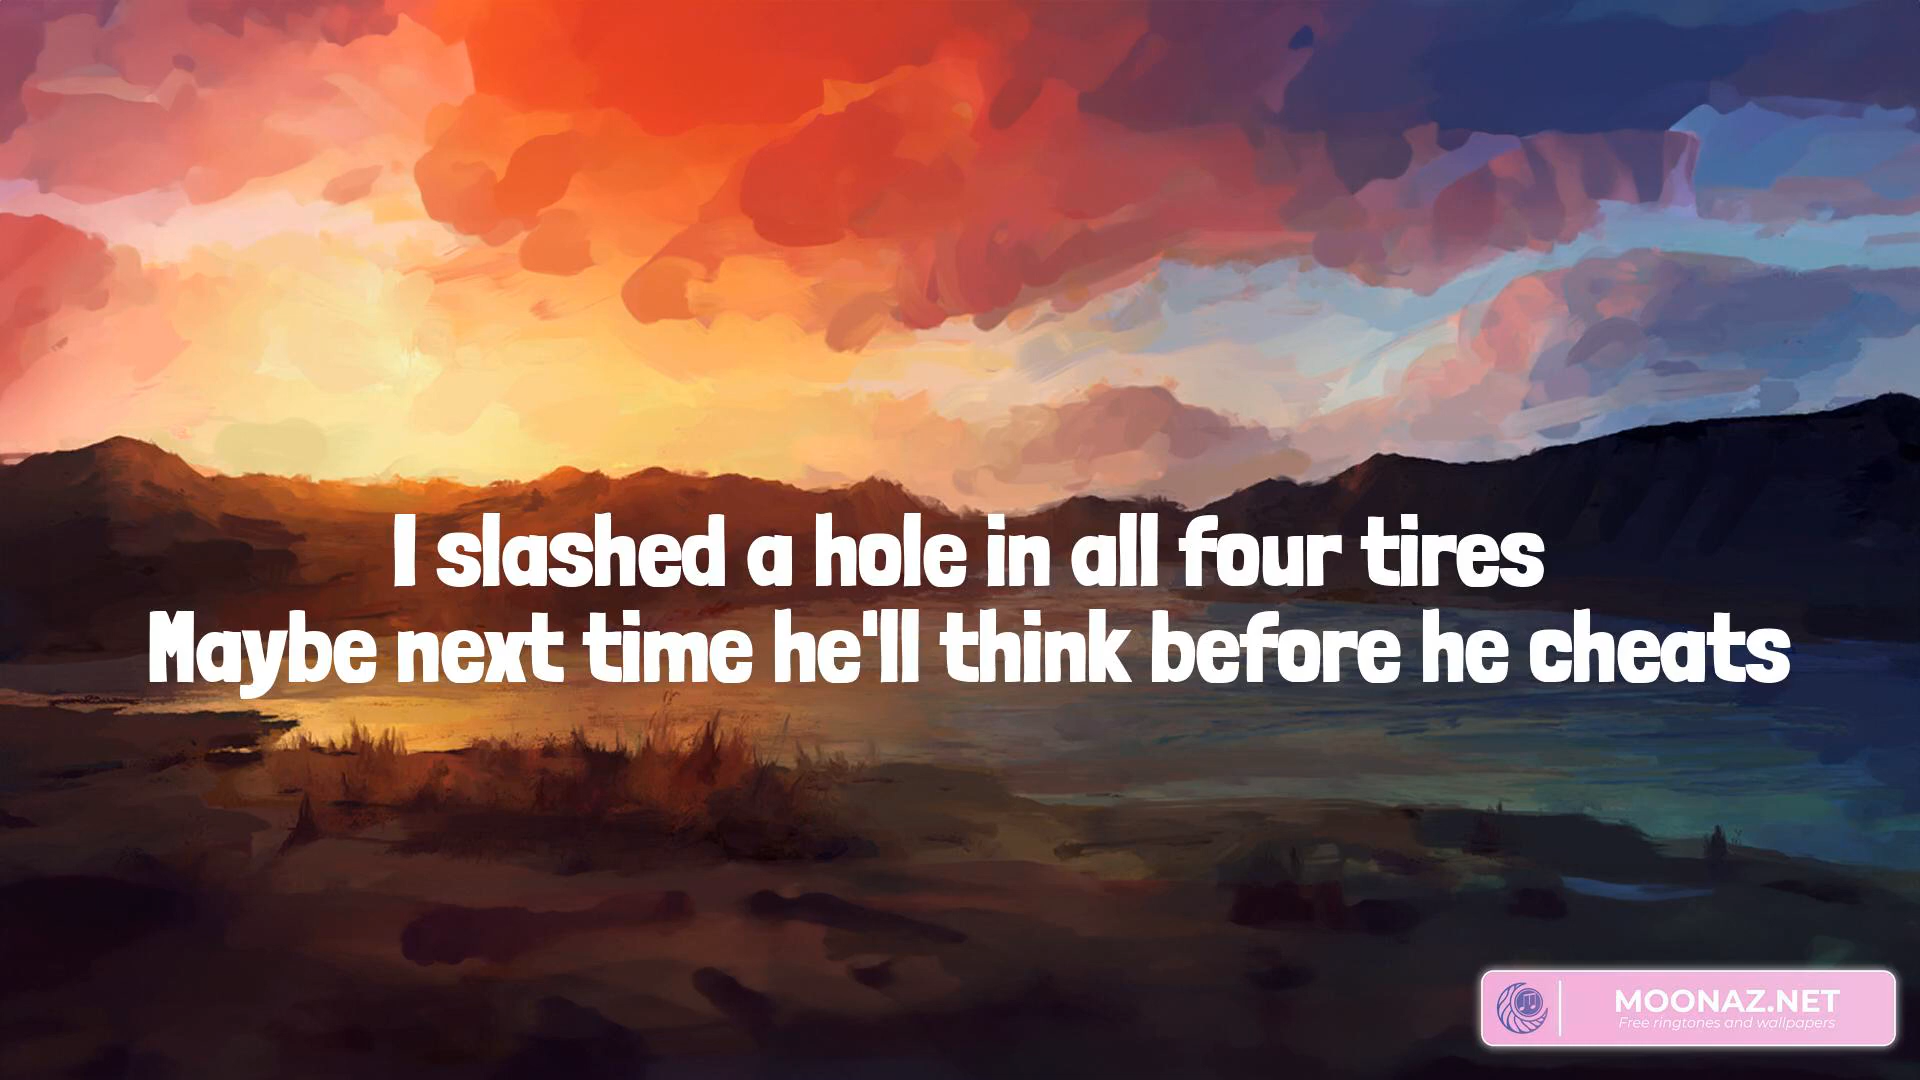 I slashed a hole in all four tires
Maybe next time he'll think before he cheats
MOONAZ.NET
Free ringtones and wallpapers